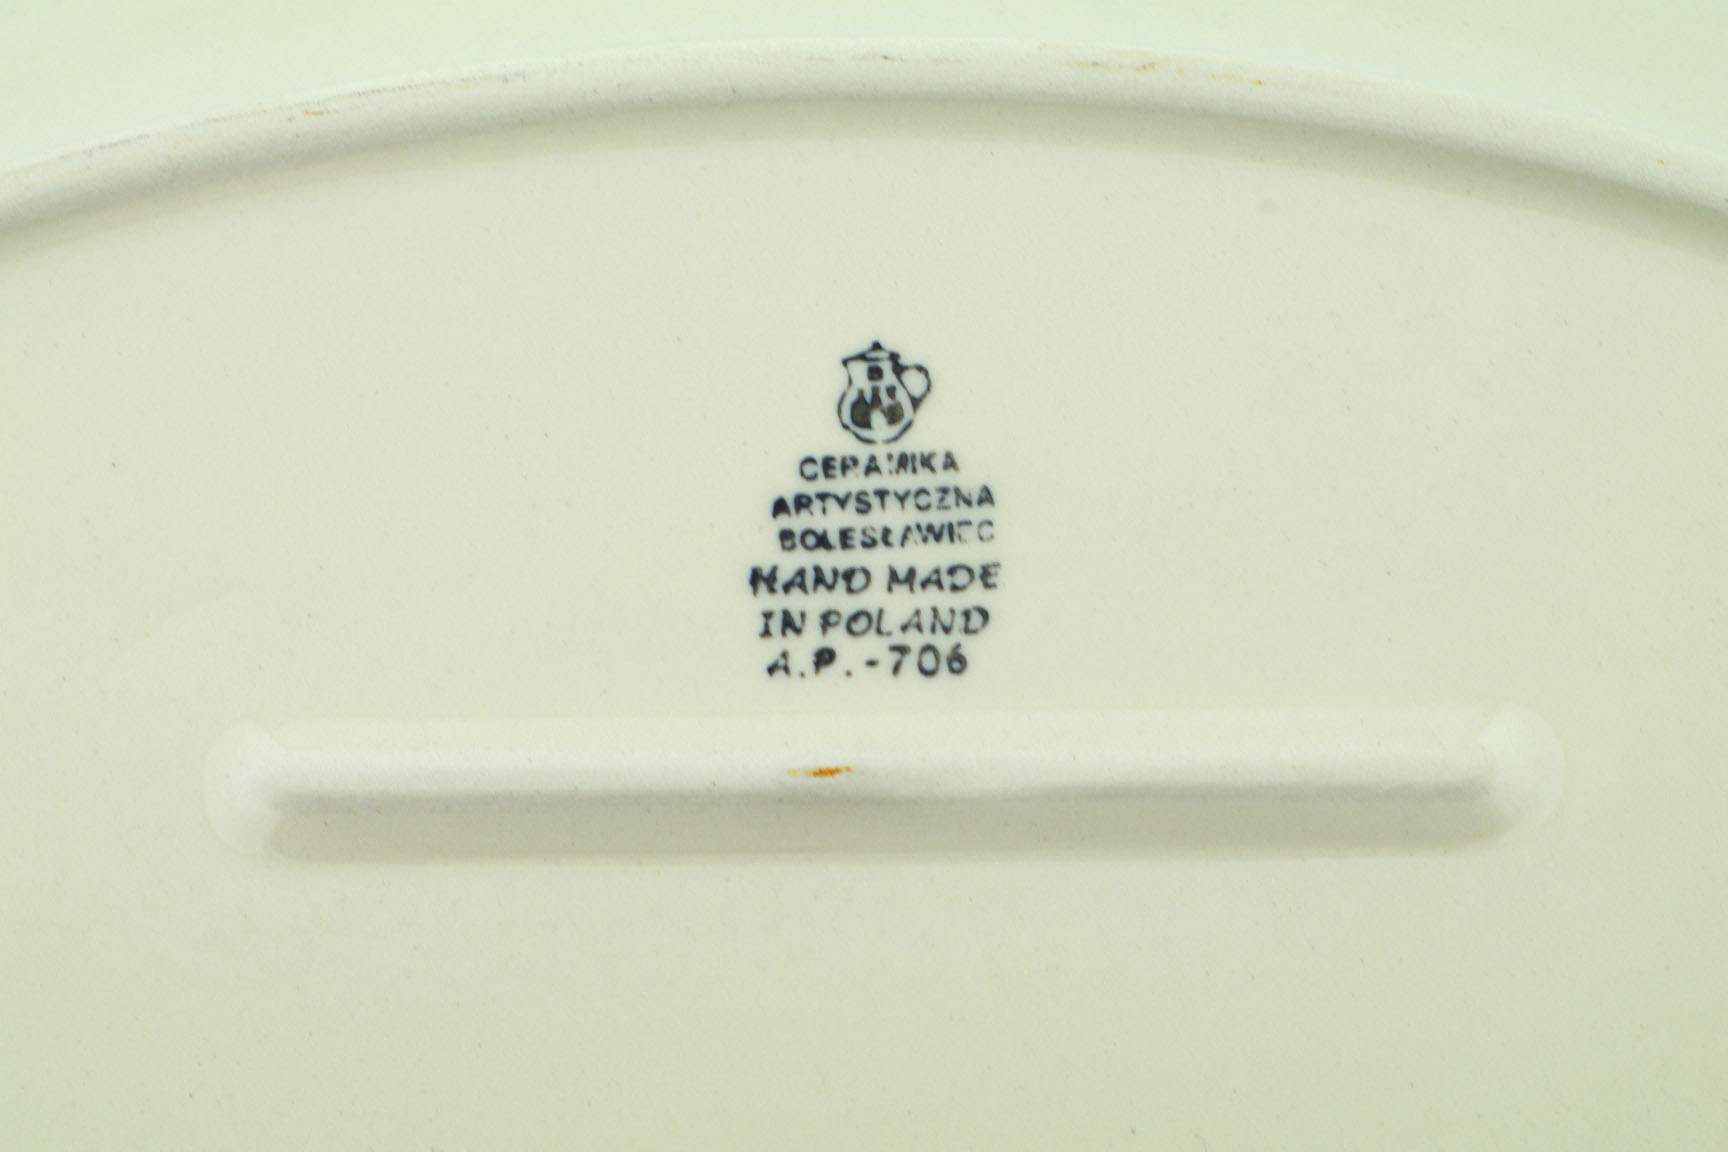 CERAMIKA
ARTYSTYCZNA
BOLESŁAWIEC
HAND MADE
IN POLAND
A.P.-706